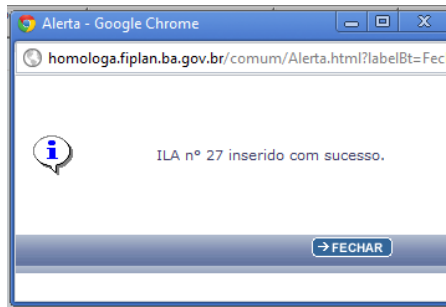 Alerta - Google Chrome
homologa.fiplan.ba.gov.br/comum/Alerta.html?labelBt=Fec
ILA nº 27 inserido com sucesso.
FECHAR